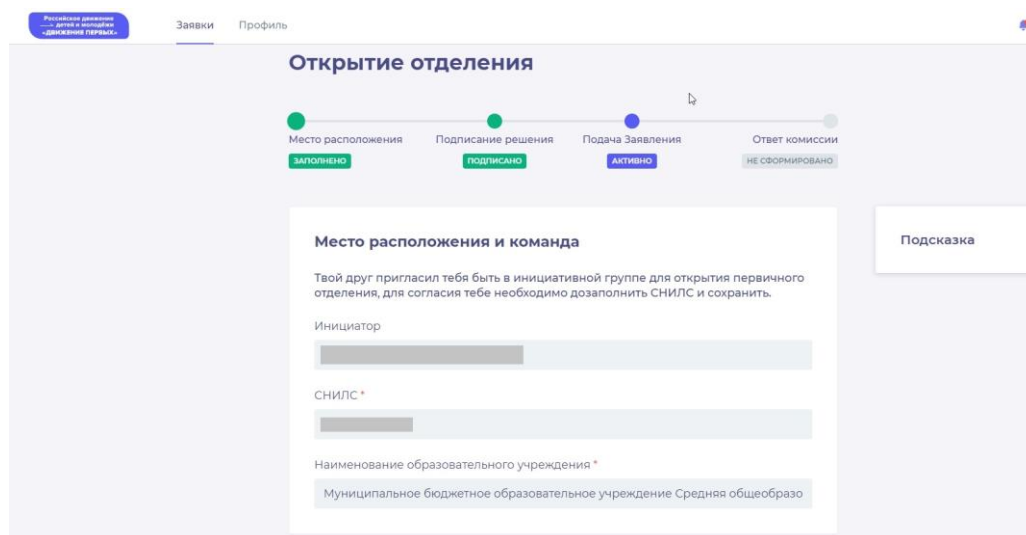 Российское движение
детей и молодёжи
«ДВИЖЕНИЕ ПЕРВЫХ»
Заявки Профиль
Открытие отделения
Место расположения Подписание решения Подача Заявления Ответ комиссии
ЗАПОЛНЕНО ПОДПИСАНО АКТИВНО НЕ СФОРМИРОВАНО
Место расположения и команда
Подсказка
Твой друг пригласил тебя быть в инициативной группе для открытия первичного
отделения, для согласия тебе необходимо дозаполнить СНИЛС и сохранить.
Инициатор
СНИЛС *
Наименование образовательного учреждения *
Муниципальное бюджетное образовательное учреждение Средняя общеобразо